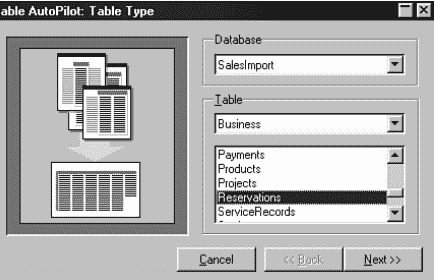 able AutoPilot: Table Type
Database
SalesImport
Table
Business
Payments
Products
Projects
Reservations
ServiceRecords
Cancel
<< Back
Next >>